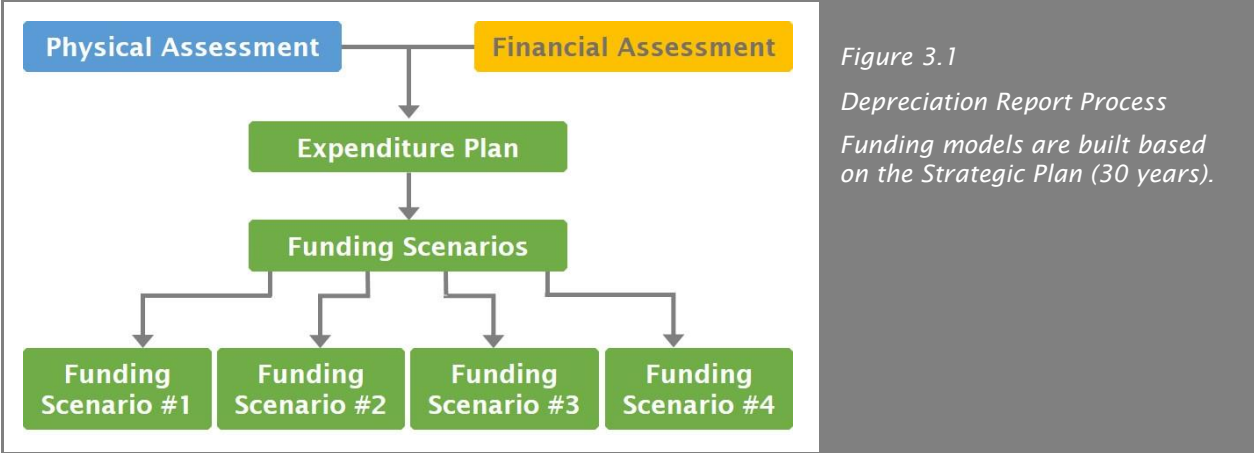 Physical Assessment
Financial Assessment
Expenditure Plan
Funding Scenarios
Funding
Scenario #1
Funding
Scenario #2
Funding
Scenario #3
Funding
Scenario #4
Figure 3.1
Depreciation Report Process
Funding models are built based
on the Strategic Plan (30 years).